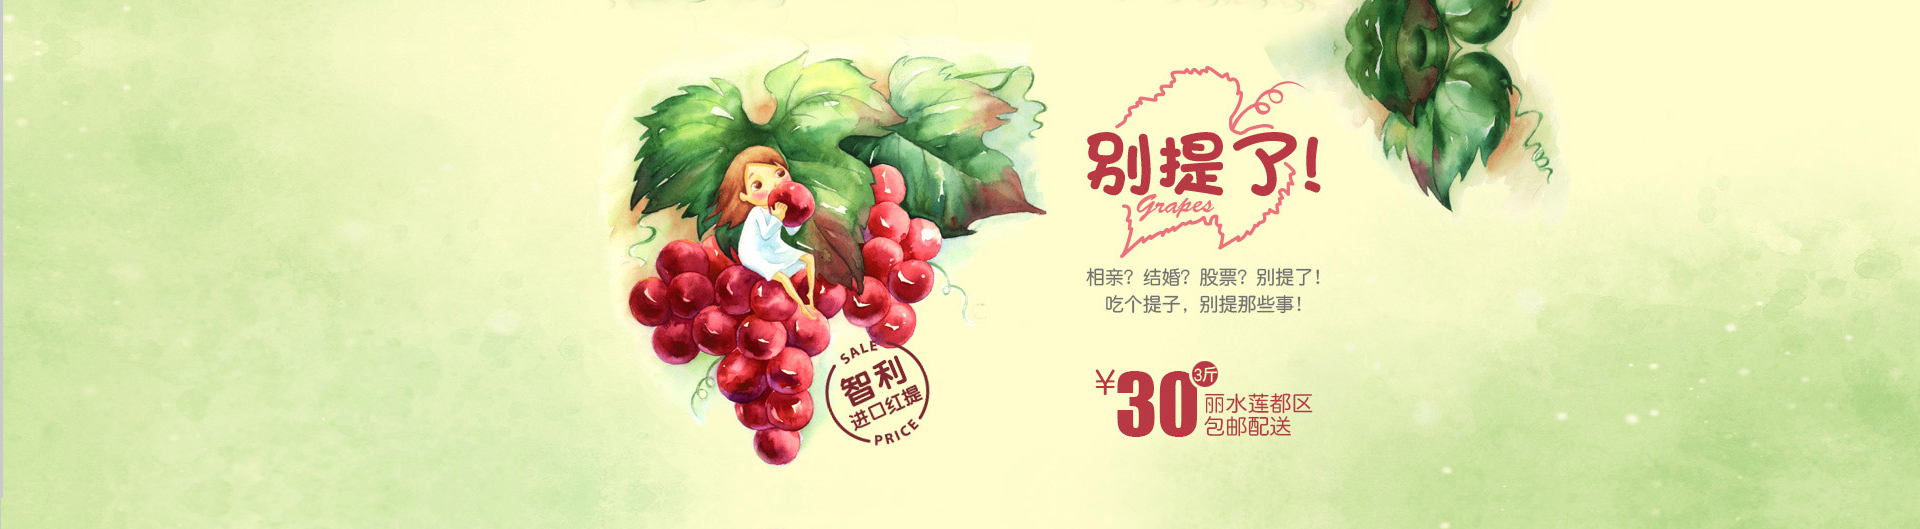 别提了!
Grapes
相亲? 结婚? 股票? 别提了!
吃个提子，别提那些事!
SALE
智利
进口红提
PRICE
¥30 3斤
丽水莲都区
包邮配送